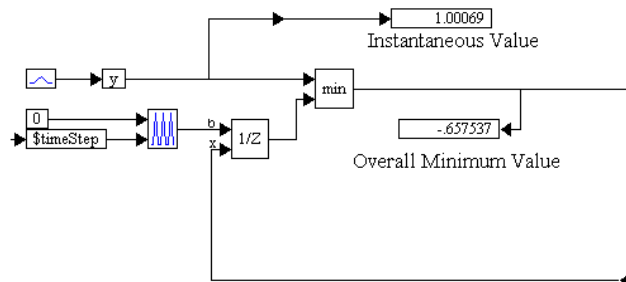 1.00069
Instantaneous Value
y
min
0
$timeStep
b
x
1/Z
-.657537
Overall Minimum Value